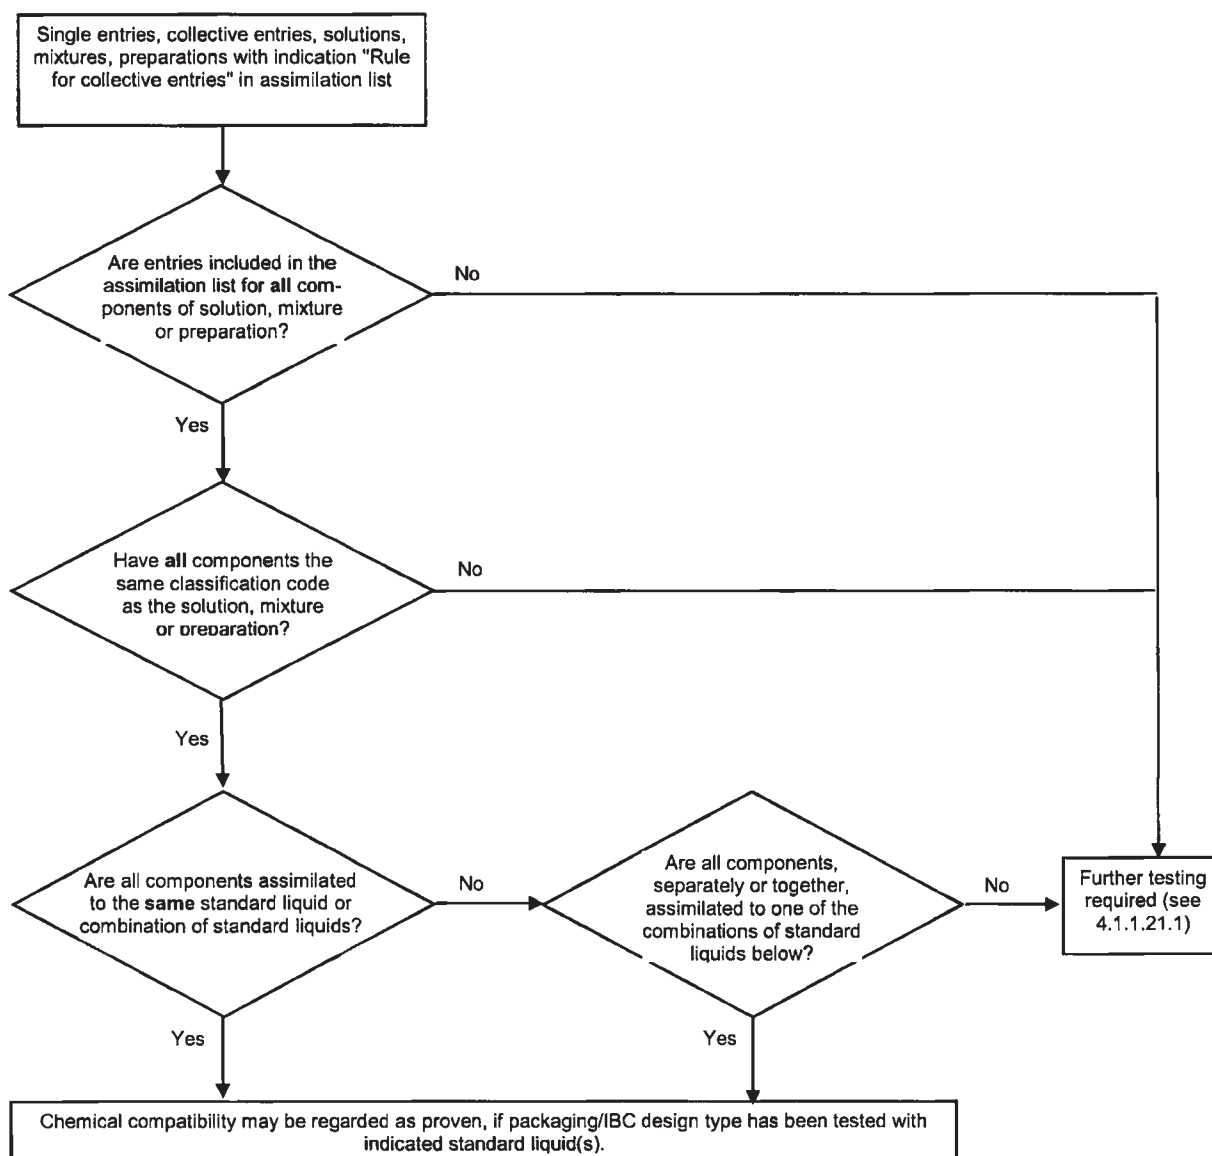 Single entries, collective entries, solutions,
mixtures, preparations with indication "Rule
for collective entries" in assimilation list
Are entries included in the
assimilation list for all com-
ponents of solution, mixture
or preparation?
No
Yes
Have all components the
same classification code
as the solution, mixture
or preparation?
No
Yes
Are all components assimilated
to the same standard liquid or
combination of standard liquids?
No
Are all components,
separately or together,
assimilated to one of the
combinations of standard
liquids below?
No
Further testing
required (see
4.1.1.21.1)
Yes
Yes
Chemical compatibility may be regarded as proven, if packaging/IBC design type has been tested with
indicated standard liquid(s).